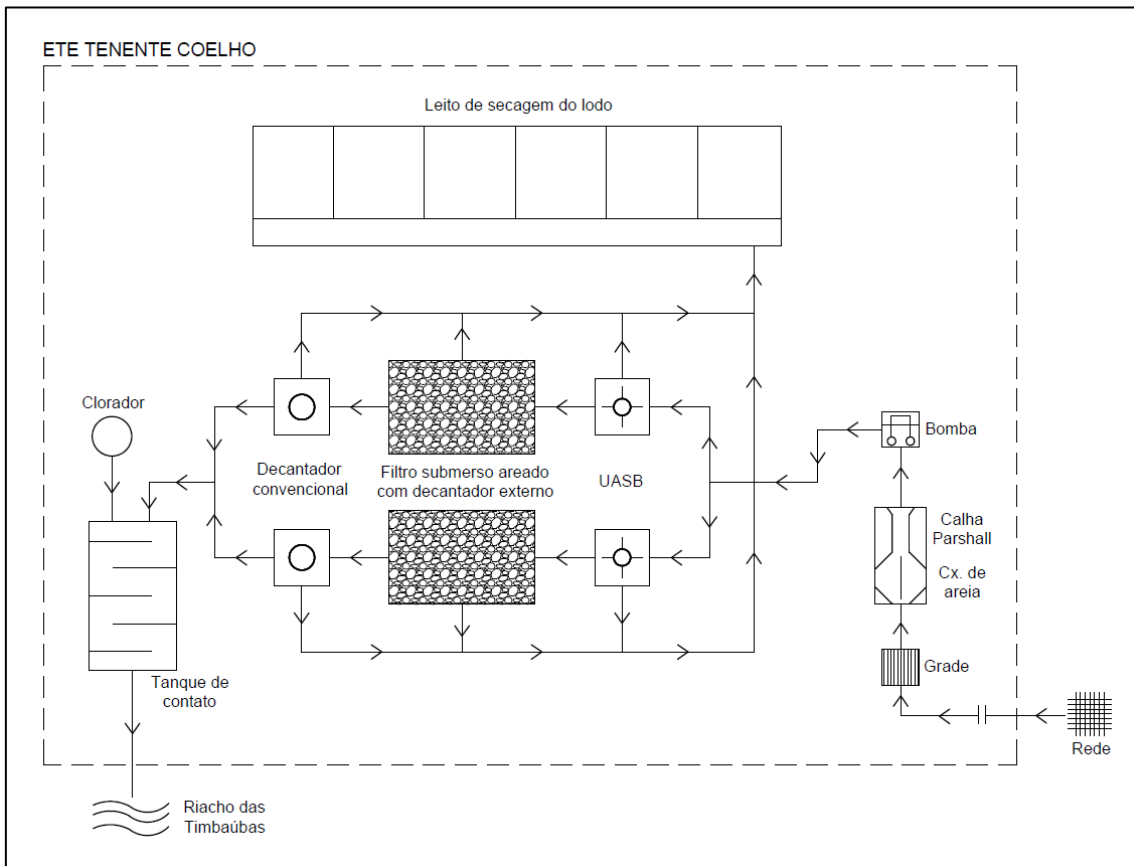 ETE TENENTE COELHO
Leito de secagem do lodo
Clorador
Decantador
convencional
Filtro submerso areado
com decantador externo
UASB
Bomba
Calha
Parshall
Cx. de
areia
Grade
Tanque de
contato
Rede
Riacho das
Timbaúbas